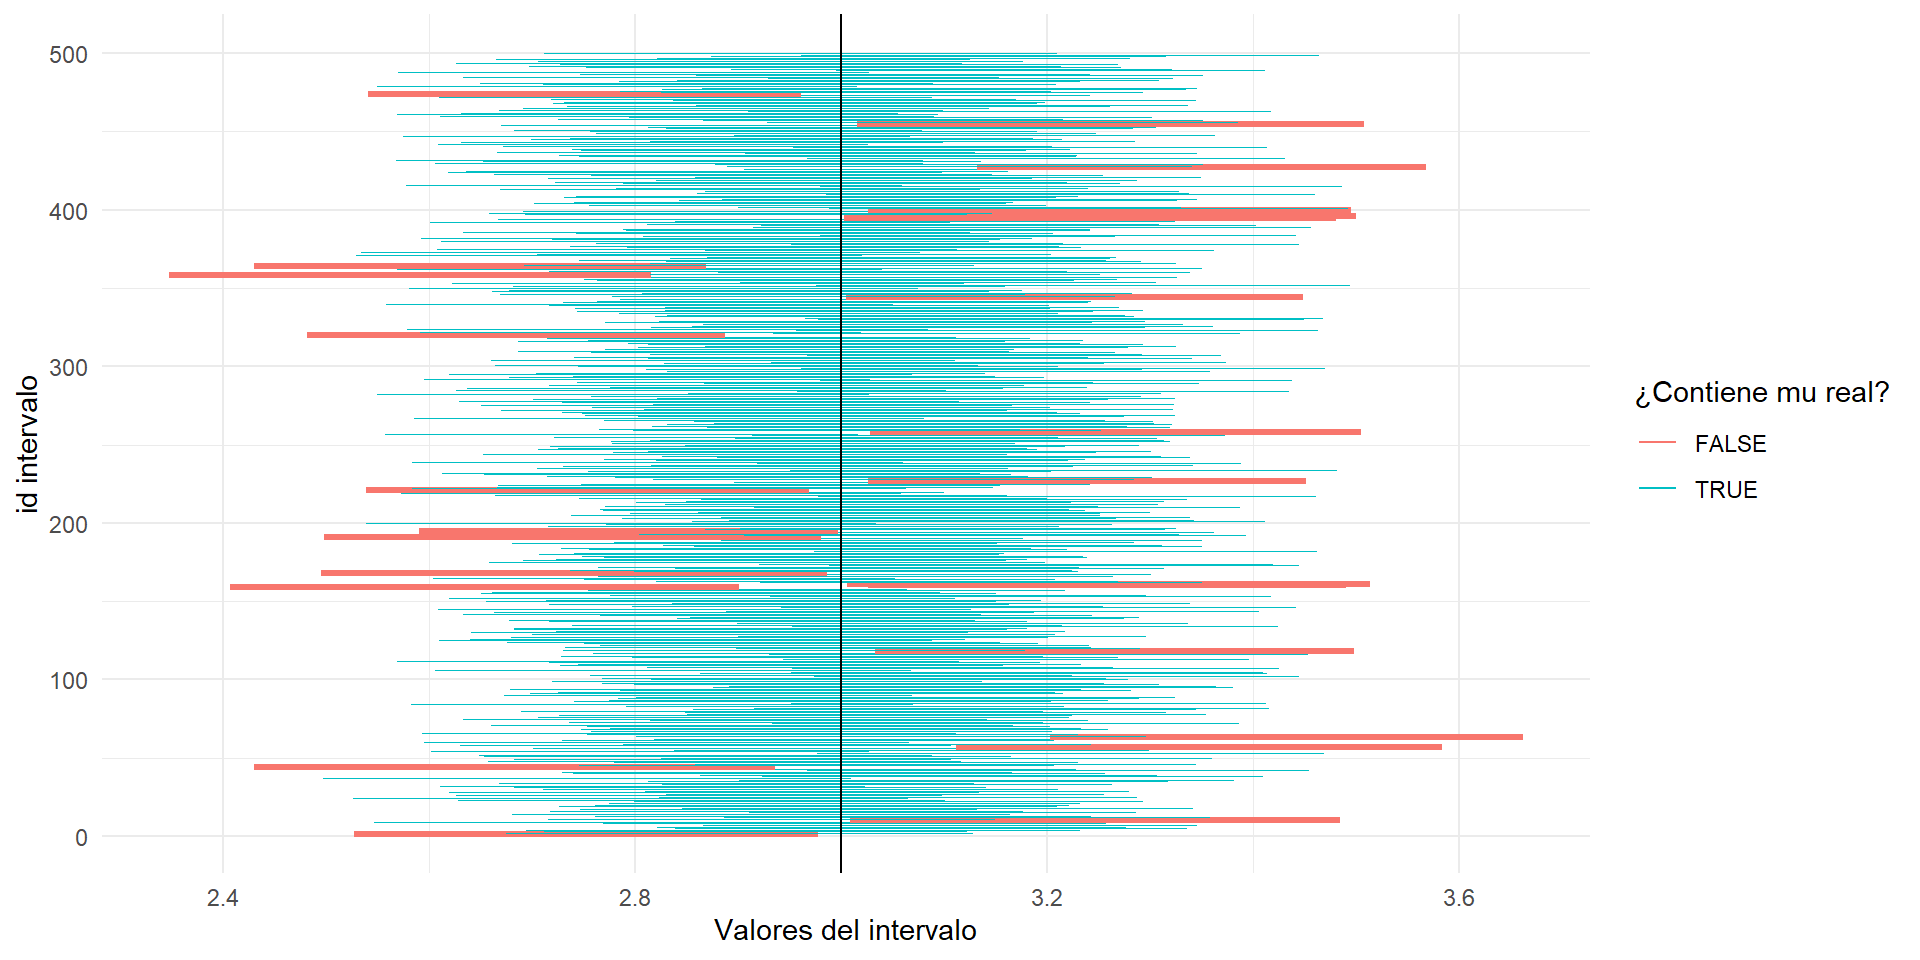 500
400
300
200
100
0
id intervalo
2.4 2.8 3.2 3.6
Valores del intervalo
¿Contiene mu real?
FALSE
TRUE